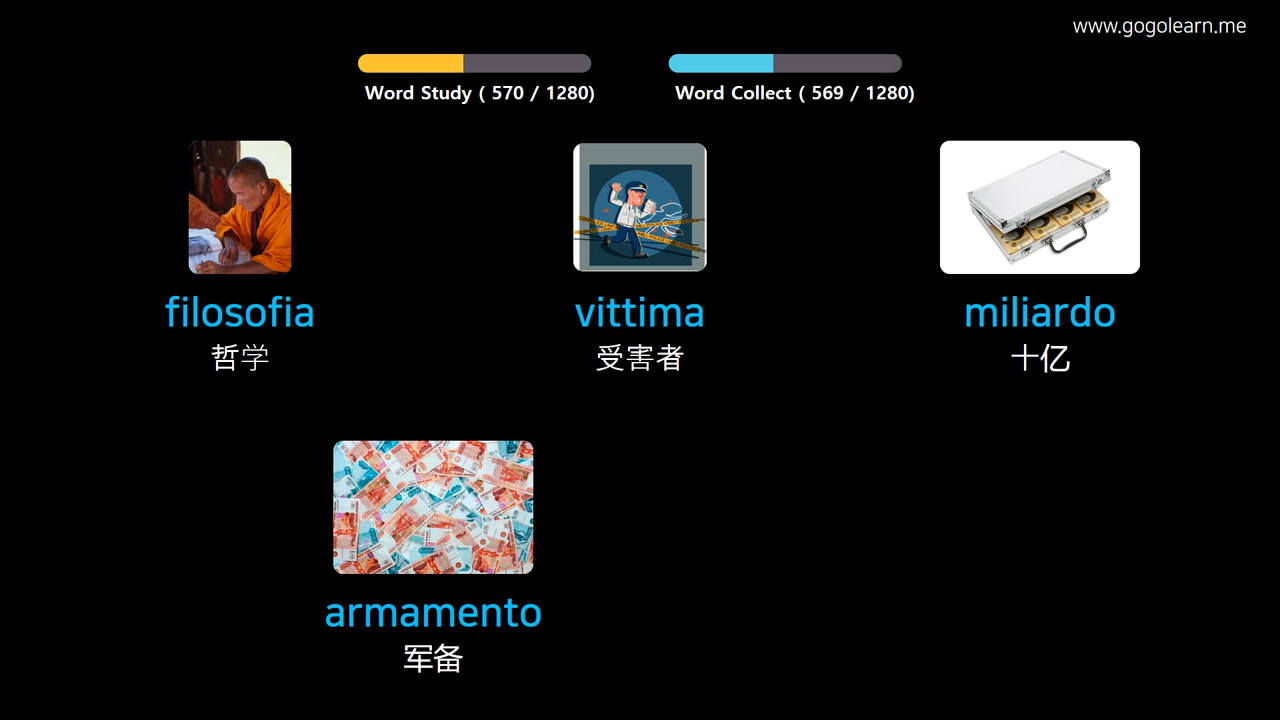 www.gogolearn.me
Word Study ( 570 / 1280)
Word Collect ( 569 / 1280)
filosofia
哲学
vittima
受害者
miliardo
十亿
armamento
军备